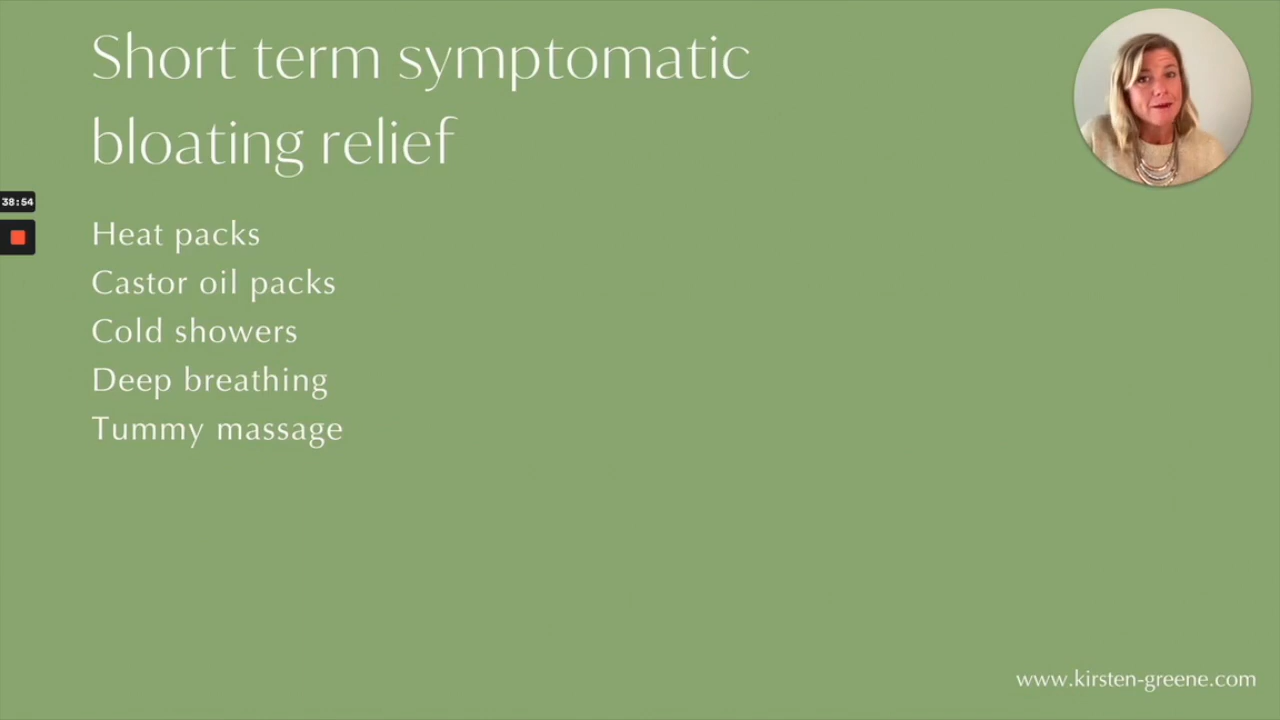 Short term symptomatic
bloating relief
38:54
Heat packs
Castor oil packs
Cold showers
Deep breathing
Tummy massage
www.kirsten-greene.com